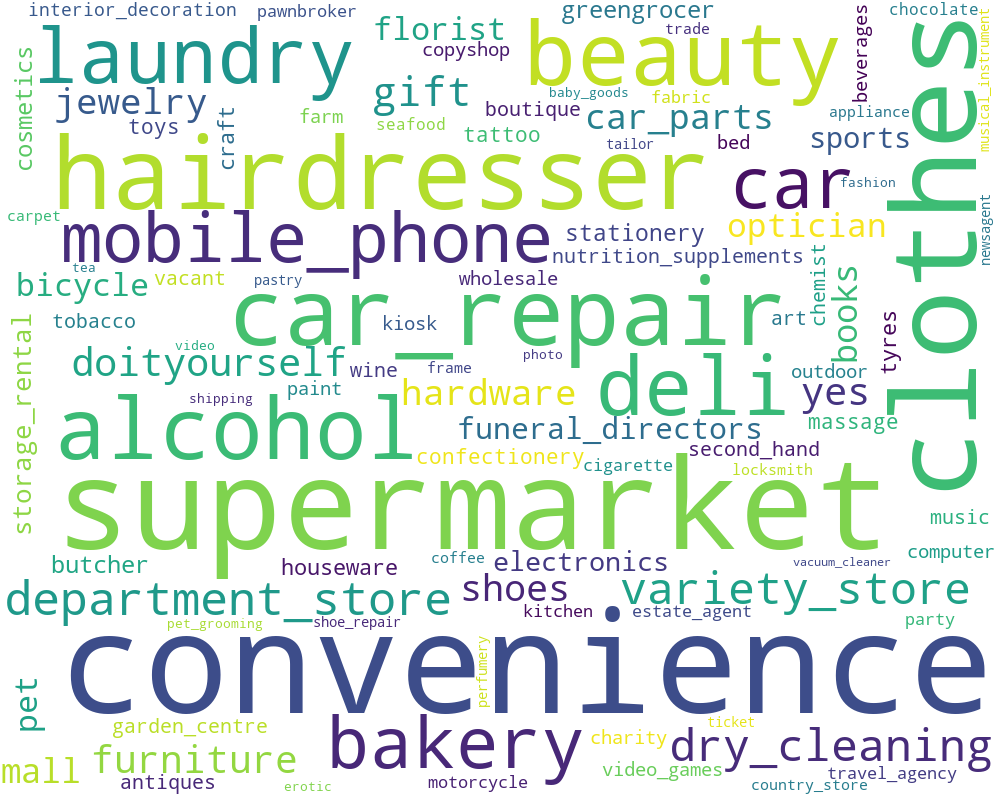 interior_decoration
pawnbroker
greengrocer
chocolate
laundry
florist
copyshop
beauty
trade
beverages
clothes
musical_instrument
cosmetics
jewelry
toys
craft
farm
gift
seafood
boutique
tattoo
baby_goods
fabric
car_parts
appliance
sports
hairdresser
tailor
bed
car
fashion
carpet
mobile_phone
stationery
optician
newsagent
tea
bicycle
vacant
pastry
wholesale
nutrition_supplements
chemist
books
tobacco
car_repair
kiosk
art
tyres
storage_rental
doityourself
video
wine
frame
photo
paint
hardware
deli
outdoor
yes
shipping
alcohol
funeral_directors
massage
confectionery
cigarette
second_hand
locksmith
supermarket
music
butcher
houseware
coffee
electronics
vacuum_cleaner
computer
department_store
shoes
variety_store
kitchen
estate_agent
party
pet_grooming
shoe_repair
convenience
perfumery
pet
garden_centre
bakery
charity
ticket
dry_cleaning
mall
furniture
antiques
erotic
motorcycle
video_games
travel_agency
country_store